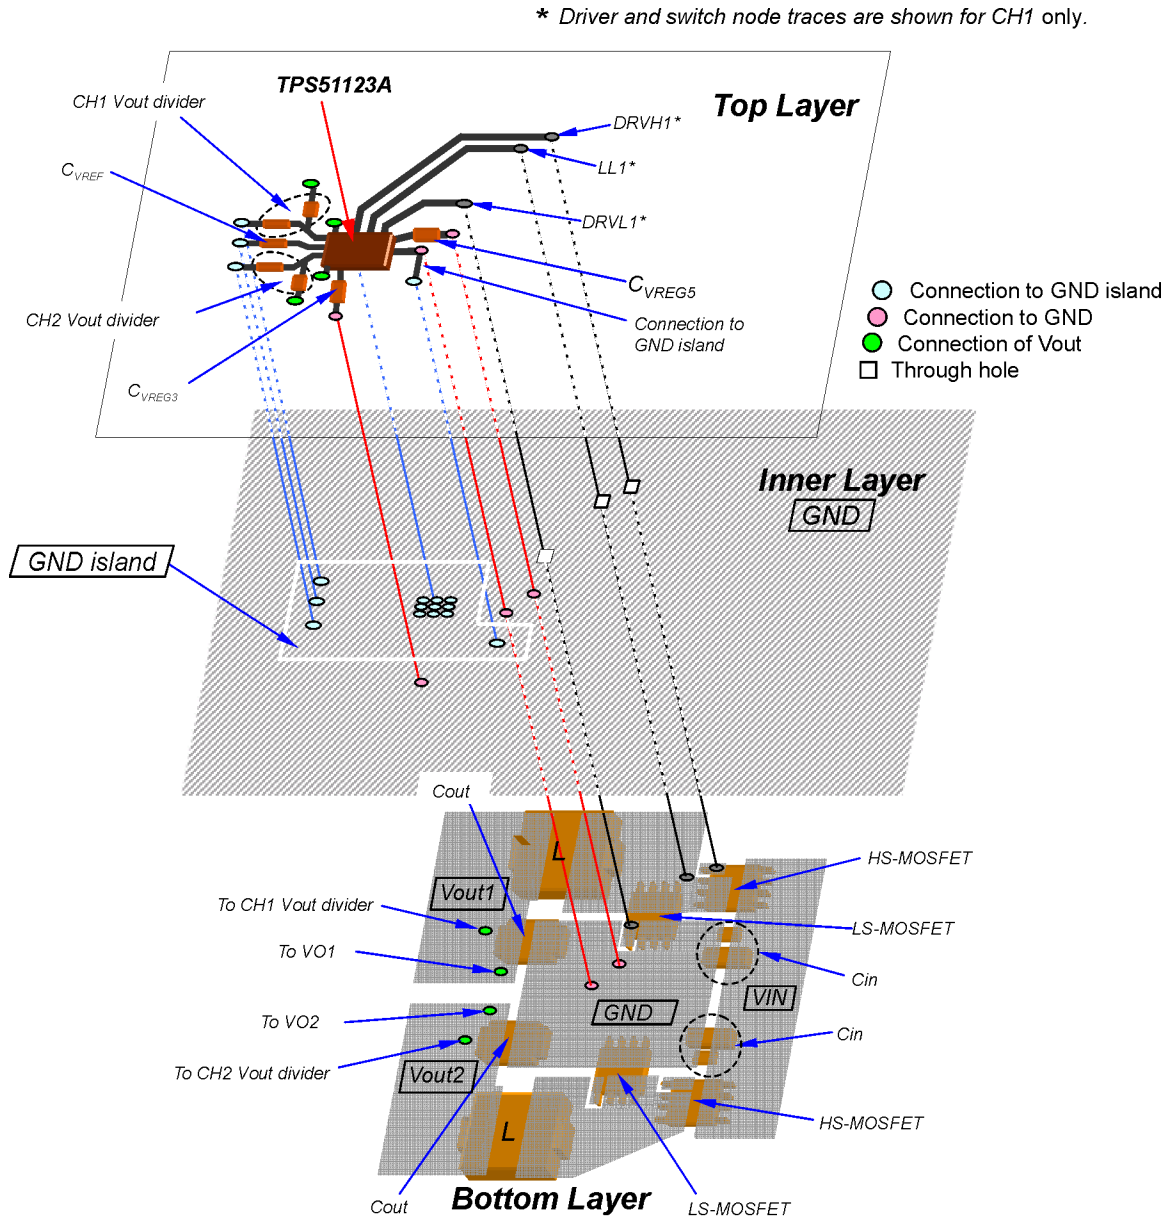 * Driver and switch node traces are shown for CH1 only.
TPS51123A
CH1 Vout divider
Top Layer
DRVH1*
CVREF
LL1*
DRVL1*
CVREG5
CH2 Vout divider
Connection to
GND island
CVREG3
Connection to GND island
Connection to GND
Connection of Vout
Through hole
Inner Layer
GND
GND island
Cout
L
HS-MOSFET
Vout1
To CH1 Vout divider
LS-MOSFET
To VO1
Cin
VIN
GND
To VO2
Cin
To CH2 Vout divider
Vout2
L
HS-MOSFET
Cout
Bottom Layer
LS-MOSFET